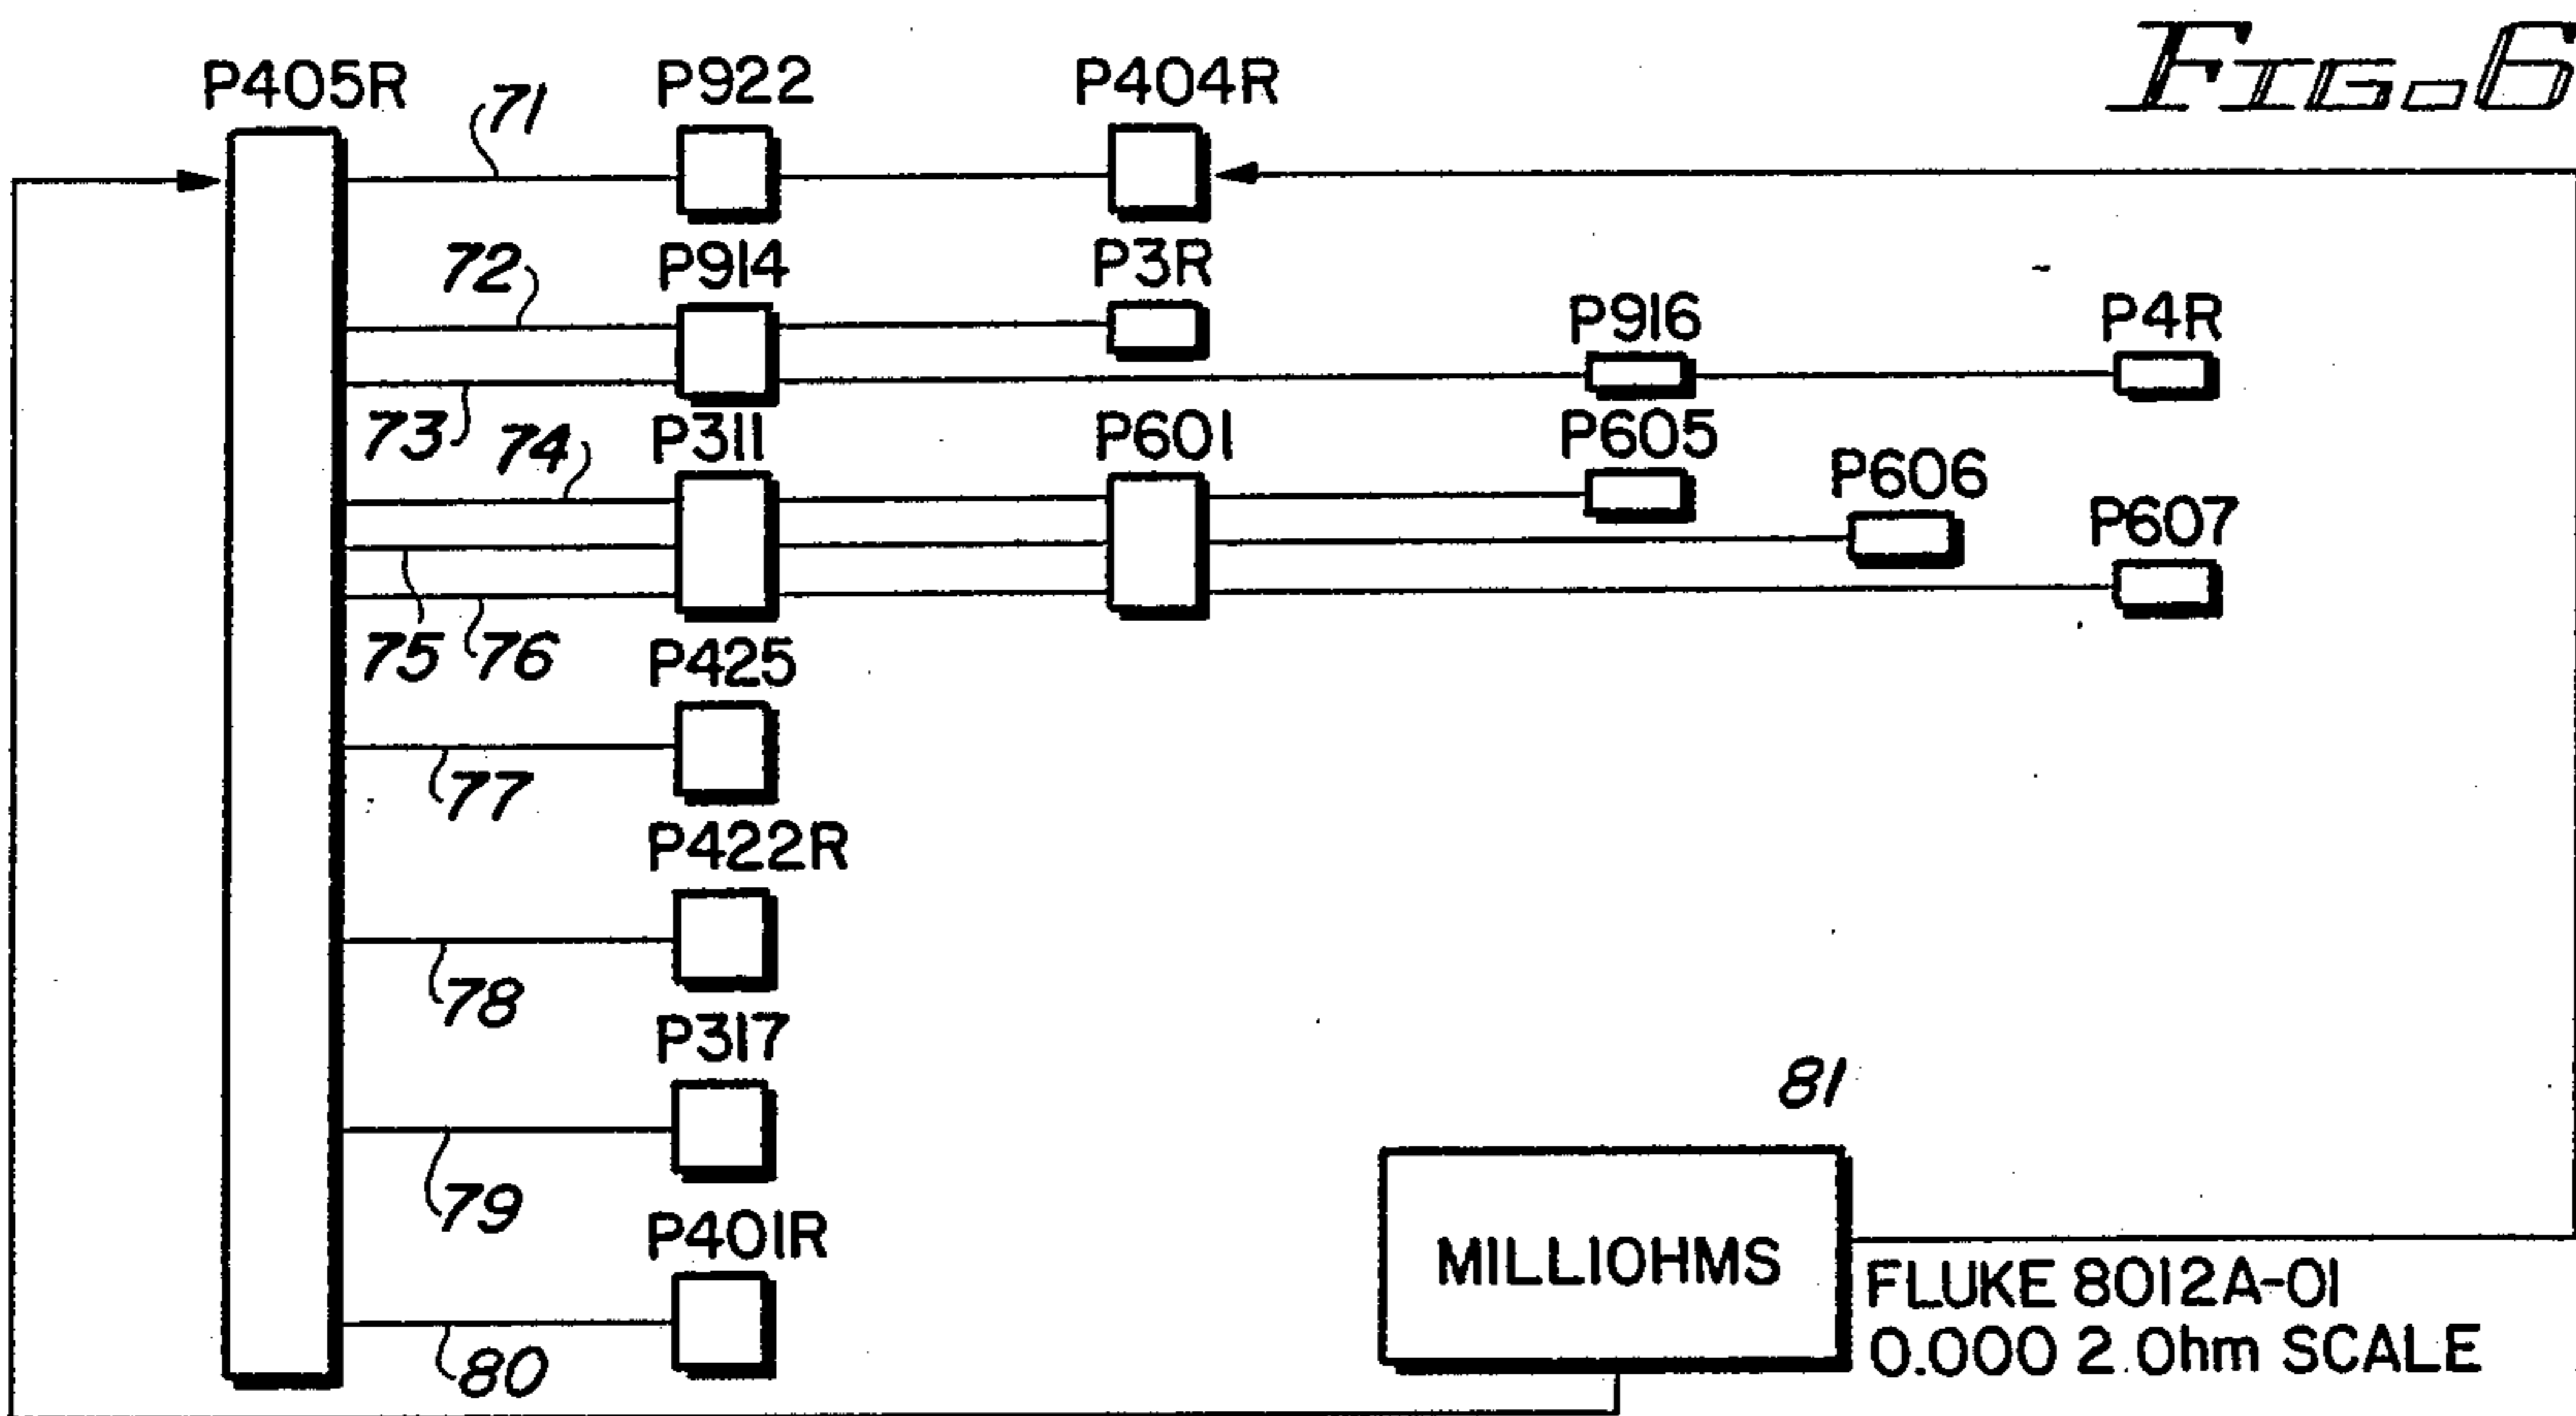 FIG. 6
P405R
71
P922
P404R
72
P914
P3R
P916
P4R
73
74
P311
P601
P605
P606
P607
75
76
P425
77
P422R
78
P317
79
81
P401R
MILLIOHMS
FLUKE 8012A-01
0.000 2.0hm SCALE
80